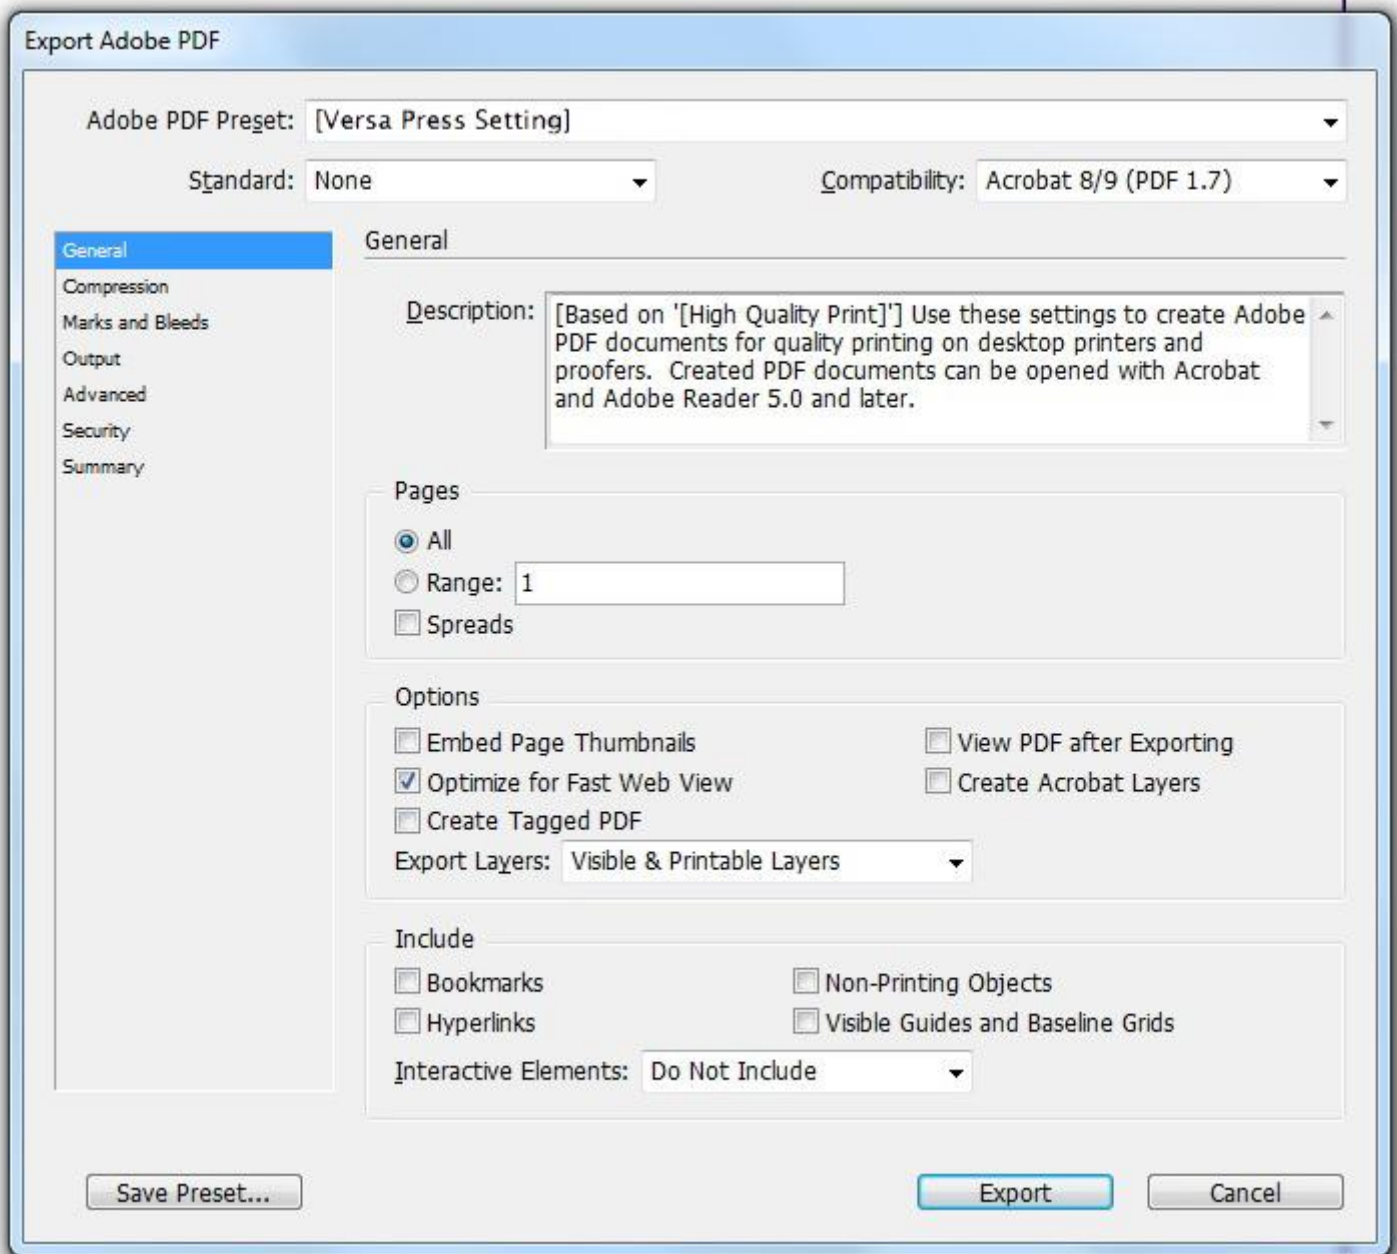 Export Adobe PDF
Adobe PDF Preset: [Versa Press Setting]
Standard: None Compatibility: Acrobat 8/9 (PDF 1.7)
General
Compression
Marks and Bleeds
Output
Advanced
Security
Summary
General
Description: [Based on '[High Quality Print]'] Use these settings to create Adobe
PDF documents for quality printing on desktop printers and
proofers. Created PDF documents can be opened with Acrobat
and Adobe Reader 5.0 and later.
Pages
All
Range: 1
Spreads
Options
Embed Page Thumbnails View PDF after Exporting
Optimize for Fast Web View Create Acrobat Layers
Create Tagged PDF
Export Layers: Visible & Printable Layers
Include
Bookmarks Non-Printing Objects
Hyperlinks Visible Guides and Baseline Grids
Interactive Elements: Do Not Include
Save Preset... Export Cancel